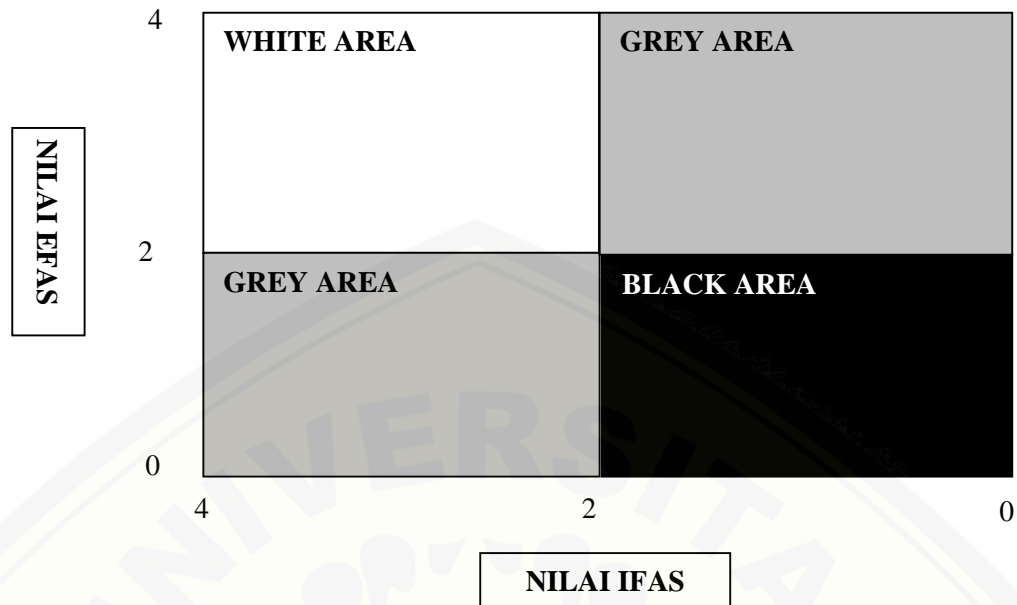 4
WHITE AREA
GREY AREA
NILAI EFAS
2
GREY AREA
BLACK AREA
0
4
2
0
NILAI IFAS